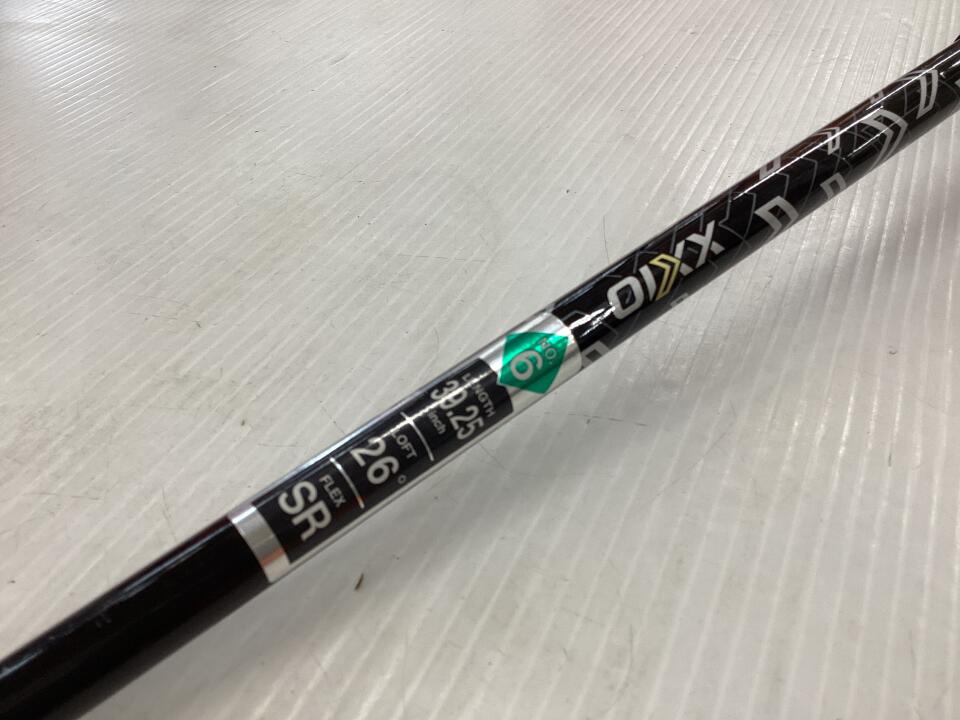 XXIO
NO.
6
LENGTH
39.25
inch
LOFT
26°
FLEX
SR